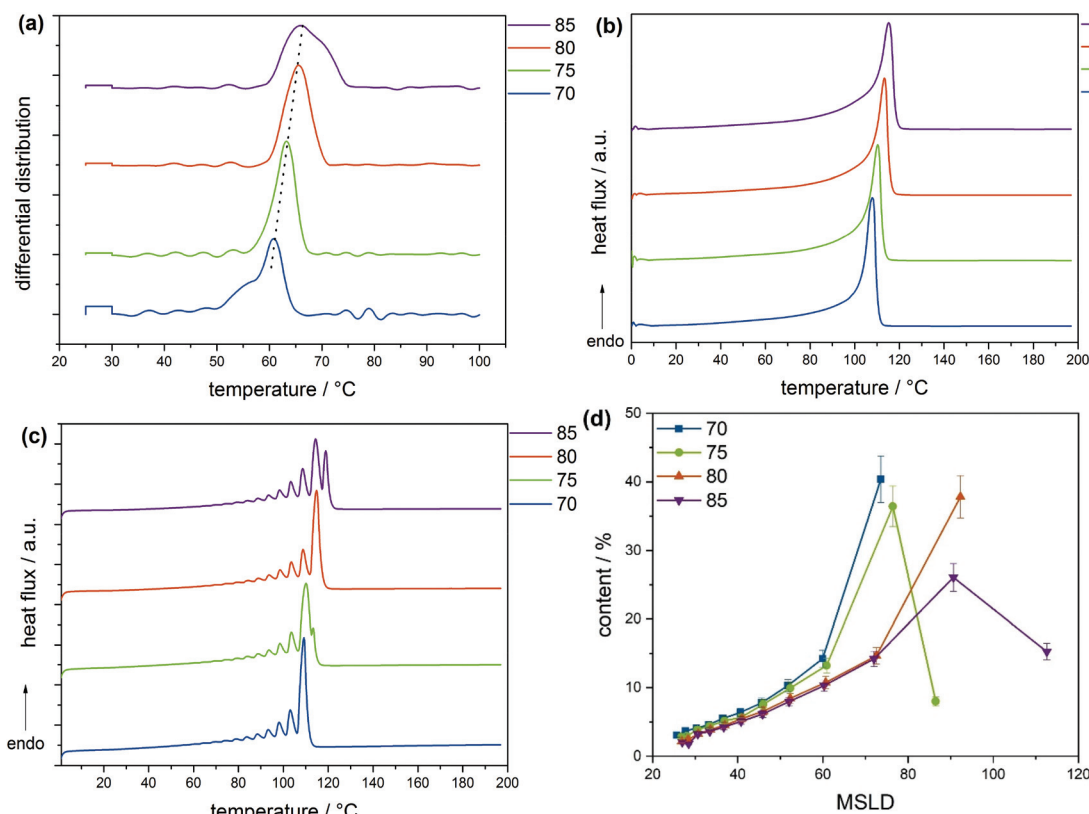 (a)
85
80
75
70
differential distribution
20 30 40 50 60 70 80 90 100
temperature / °C
(b)
heat flux / a.u.
endo
0 20 40 60 80 100 120 140 160 180 200
temperature / °C
(c)
85
80
75
70
heat flux / a.u.
endo
20 40 60 80 100 120 140 160 180 200
temperature / °C
(d)
70
75
80
85
50
40
30
20
10
0
content / %
20 40 60 80 100 120
MSLD